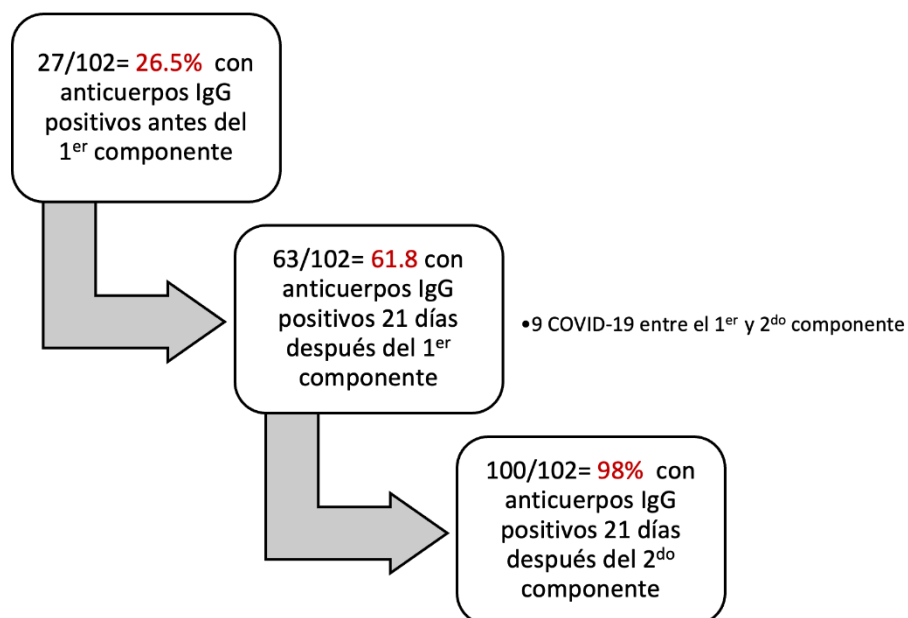 27/102= 26.5% con
anticuerpos IgG
positivos antes del
1er componente
63/102= 61.8 con
anticuerpos IgG
positivos 21 días
después del 1er
componente
•9 COVID-19 entre el 1er y 2do componente
100/102= 98% con
anticuerpos IgG
positivos 21 días
después del 2do
componente